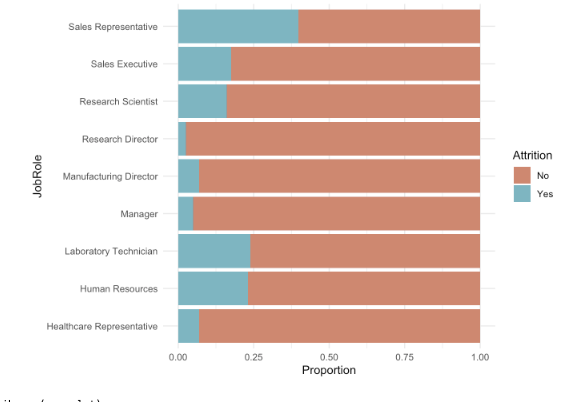 Sales Representative
Sales Executive
Research Scientist
Research Director
Manufacturing Director
Manager
Laboratory Technician
Human Resources
Healthcare Representative
JobRole
0.00 0.25 0.50 0.75 1.00
Proportion
Attrition
No
Yes